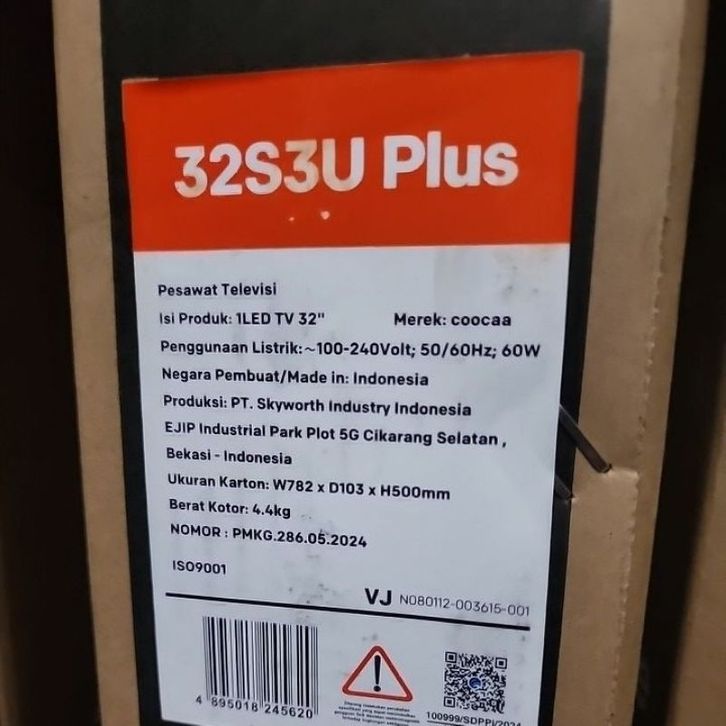 32S3U Plus
Pesawat Televisi
Isi Produk: 1LED TV 32" Merek: coocaa
Penggunaan Listrik:~100-240Volt; 50/60Hz; 60W
Negara Pembuat/Made in: Indonesia
Produksi: PT. Skyworth Industry Indonesia
EJIP Industrial Park Plot 5G Cikarang Selatan ,
Bekasi - Indonesia
Ukuran Karton: W782 x D103 x H500mm
Berat Kotor: 4.4kg
NOMOR : PMKG.286.05.2024
ISO9001
VJ N080112-003615-001
4 895018 245620
100999/SDPPI/2024